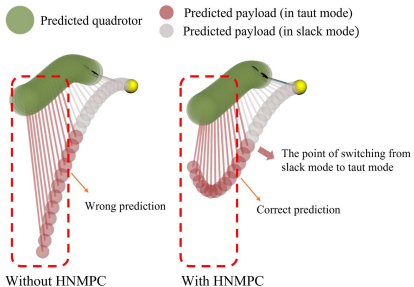 Predicted quadrotor
Predicted payload (in taut mode)
Predicted payload (in slack mode)
The point of switching from
slack mode to taut mode
Wrong prediction
Correct prediction
Without HNMPC
With HNMPC